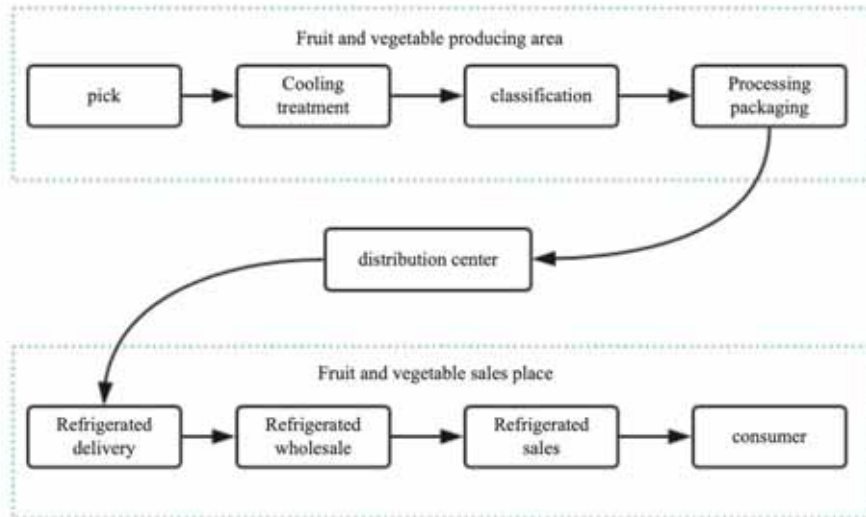 Fruit and vegetable producing area
pick
Cooling
treatment
classification
Processing
packaging
distribution center
Fruit and vegetable sales place
Refrigerated
delivery
Refrigerated
wholesale
Refrigerated
sales
consumer